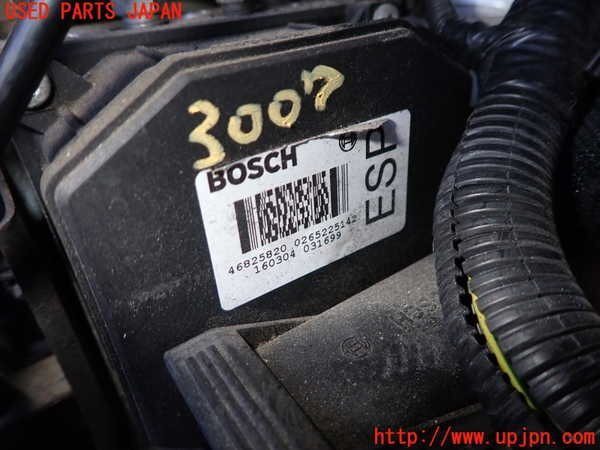 USED PARTS JAPAN
3007
BOSCH
ESP
46825820 0265225142
160304 031699
http://www.upjpn.com/